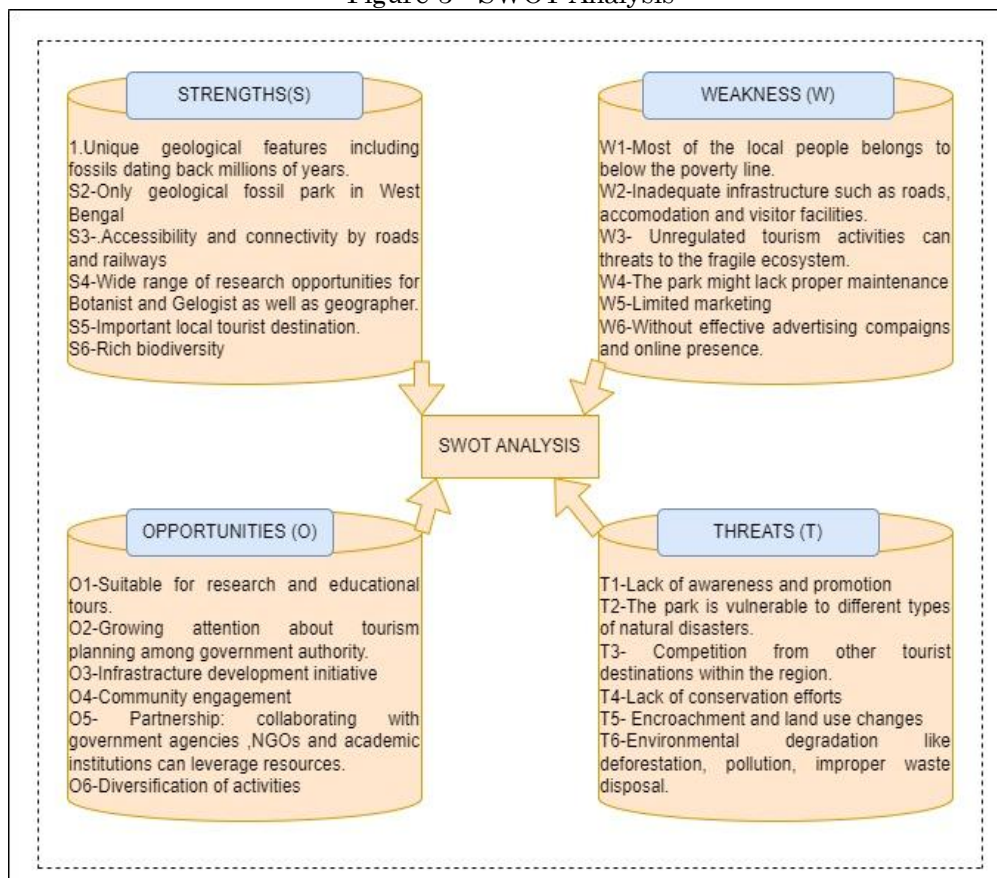 STRENGTHS(S)
1.Unique geological features including
fossils dating back millions of years.
S2-Only geological fossil park in West
Bengal
S3-.Accessibility and connectivity by roads
and railways
S4-Wide range of research opportunities for
Botanist and Gelogist as well as geographer.
S5-Important local tourist destination.
S6-Rich biodiversity
WEAKNESS (W)
W1-Most of the local people belongs to
below the poverty line.
W2-Inadequate infrastructure such as roads,
accomodation and visitor facilities.
W3- Unregulated tourism activities can
threats to the fragile ecosystem.
W4-The park might lack proper maintenance
W5-Limited marketing
W6-Without effective advertising compaigns
and online presence.
SWOT ANALYSIS
OPPORTUNITIES (O)
O1-Suitable for research and educational
tours.
O2-Growing attention about tourism
planning among government authority.
O3-Infrastracture development initiative
O4-Community engagement
O5- Partnership: collaborating with
government agencies ,NGOs and academic
institutions can leverage resources.
O6-Diversification of activities
THREATS (T)
T1-Lack of awareness and promotion
T2-The park is vulnerable to different types
of natural disasters.
T3- Competition from other tourist
destinations within the region.
T4-Lack of conservation efforts
T5- Encroachment and land use changes
T6-Environmental degradation like
deforestation, pollution, improper waste
disposal.